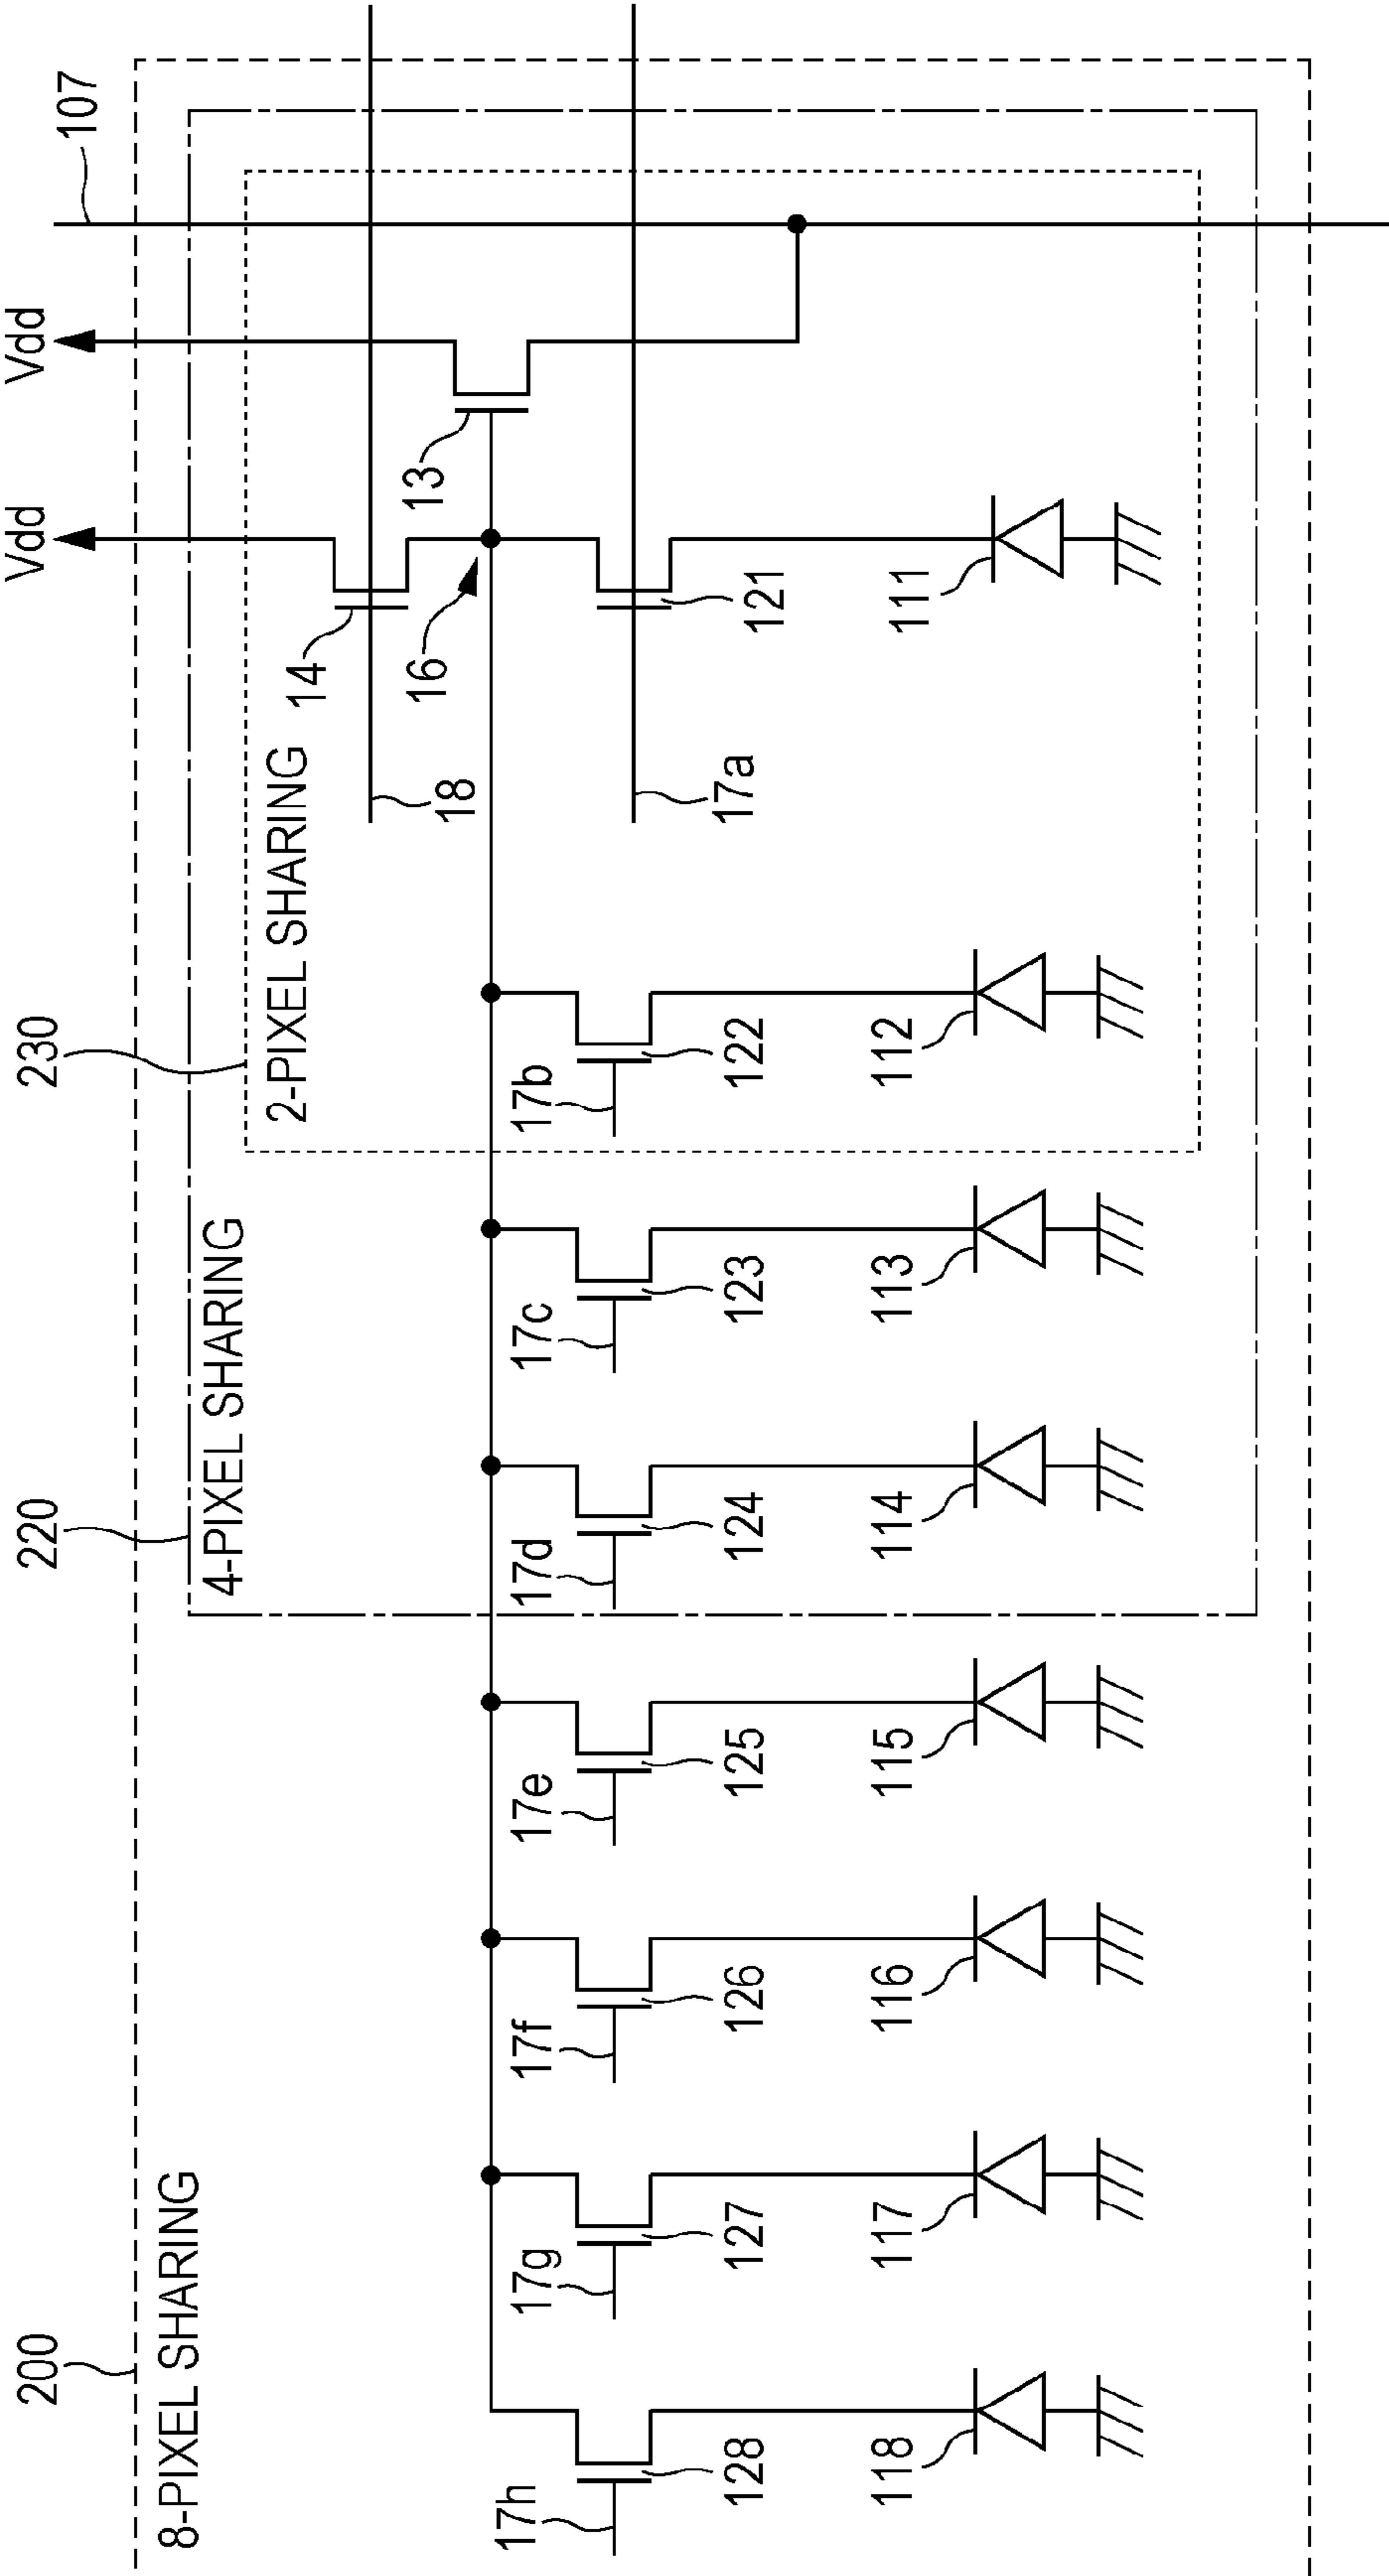 200
220
230
8-PIXEL SHARING
4-PIXEL SHARING
2-PIXEL SHARING
Vdd
Vdd
107
14
18
13
16
17h
17g
17f
17e
17d
17c
17b
17a
128
127
126
125
124
123
122
121
118
117
116
115
114
113
112
111